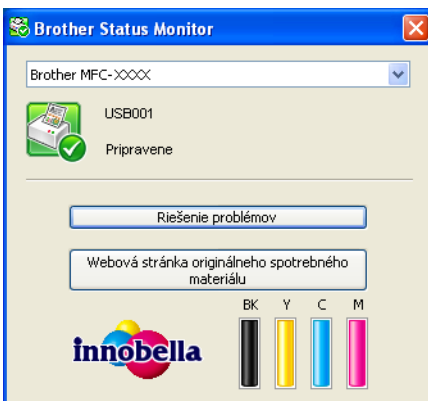 Brother Status Monitor
Brother MFC-XXXX
USB001
Pripravene
Riešenie problémov
Webová stránka originálneho spotrebného
materiálu
BK Y C M
innobella